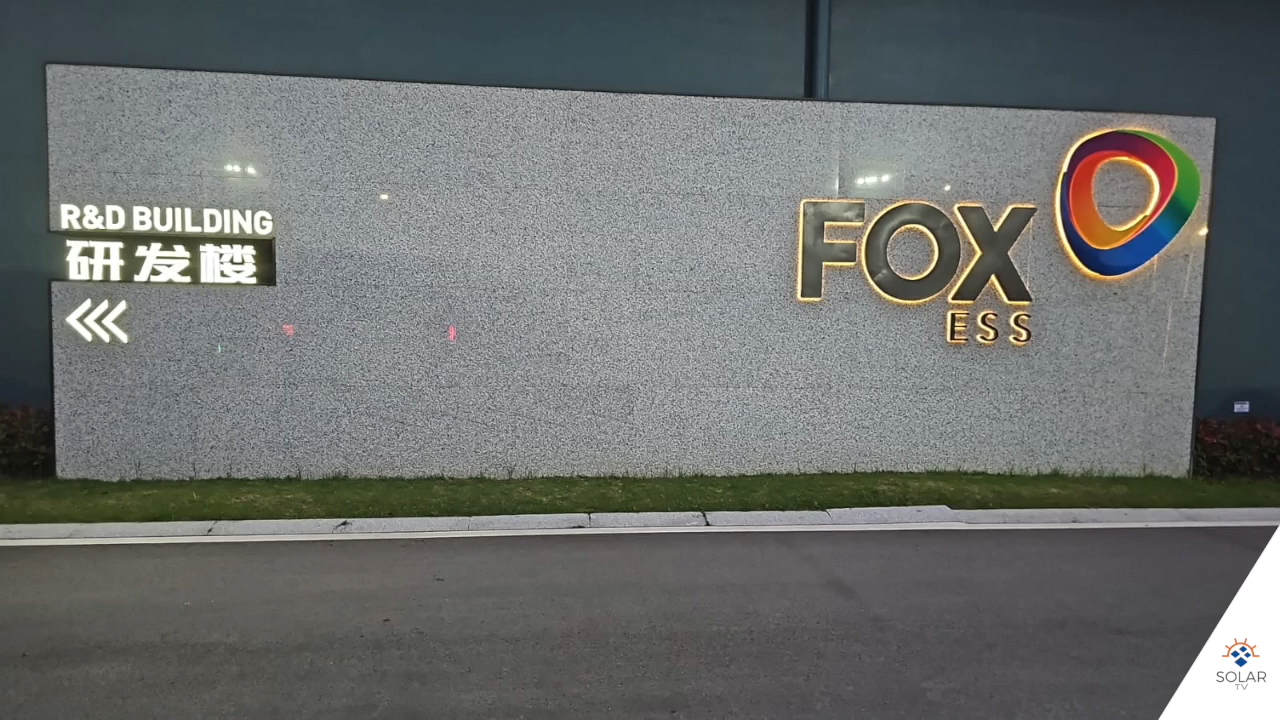 R&D BUILDING
研发楼
FOX
ESS
SOLAR
TV